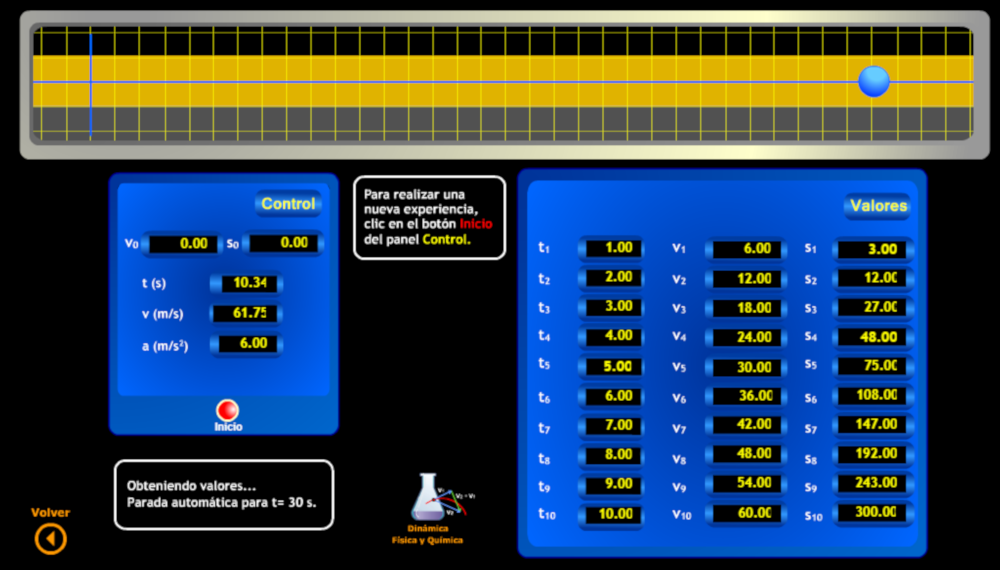 Control
V0 0.00 S0 0.00
t (s) 10.34
v (m/s) 61.75
a (m/s²) 6.00
Inicio
Para realizar una
nueva experiencia,
clic en el botón Inicio
del panel Control.
Valores
t1 1.00 v1 6.00 s1 3.00
t2 2.00 v2 12.00 s2 12.00
t3 3.00 v3 18.00 s3 27.00
t4 4.00 v4 24.00 s4 48.00
t5 5.00 v5 30.00 s5 75.00
t6 6.00 v6 36.00 s6 108.00
t7 7.00 v7 42.00 s7 147.00
t8 8.00 v8 48.00 s8 192.00
t9 9.00 v9 54.00 s9 243.00
t10 10.00 v10 60.00 s10 300.00
Obteniendo valores...
Parada automática para t= 30 s.
Volver
Dinámica
Física y Química